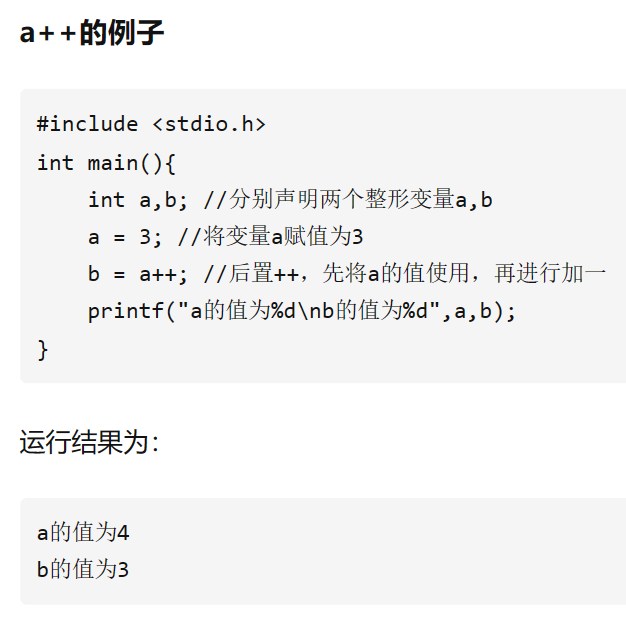 a++的例子
#include <stdio.h>
int main(){
    int a,b; //分别声明两个整形变量a,b
    a = 3; //将变量a赋值为3
    b = a++; //后置++，先将a的值使用，再进行加一
    printf("a的值为%d\nb的值为%d",a,b);
}
运行结果为：
a的值为4
b的值为3